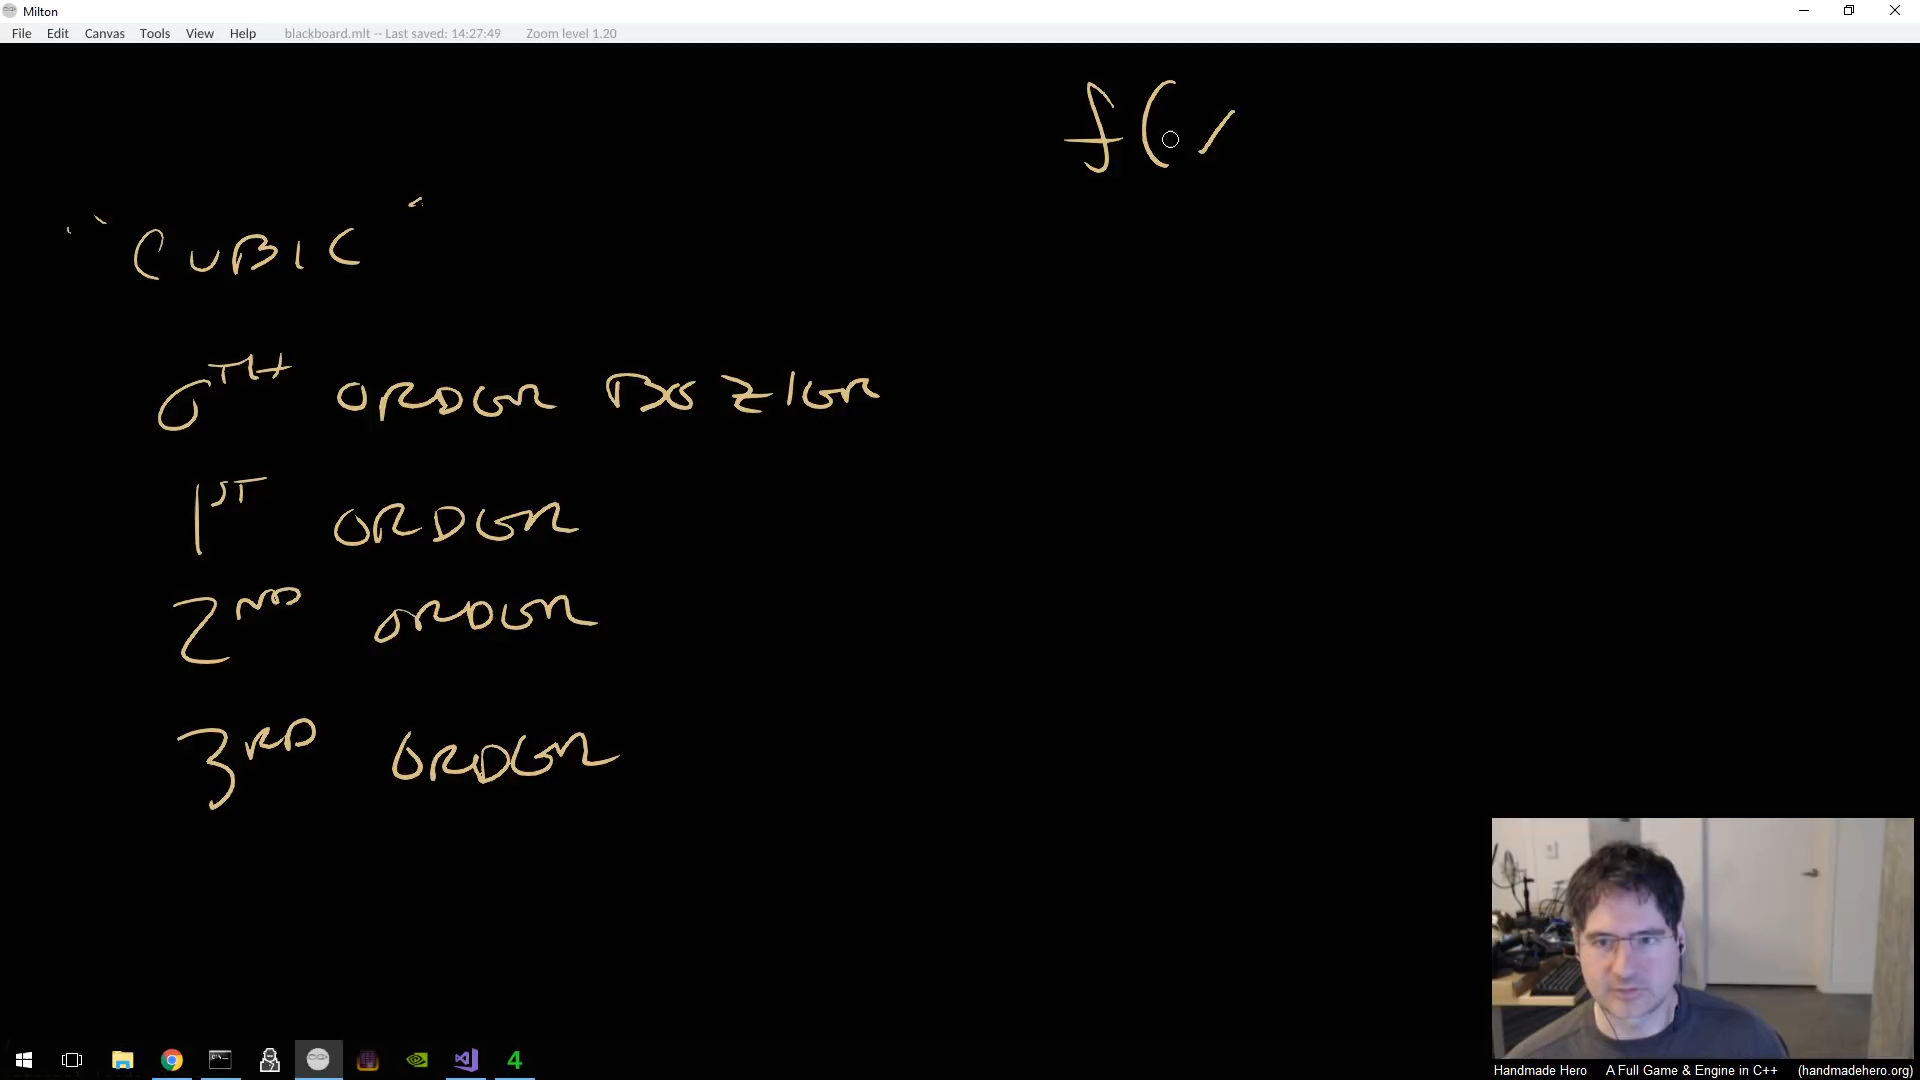 Milton
File Edit Canvas Tools View Help blackboard.mlt -- Last saved: 14:27:49 Zoom level 1.20
f(
"CUBIC"
0TH ORDER BEZIER
1ST ORDER
2ND ORDER
3RD ORDER
4
Handmade Hero A Full Game & Engine in C++ (handmadehero.org)